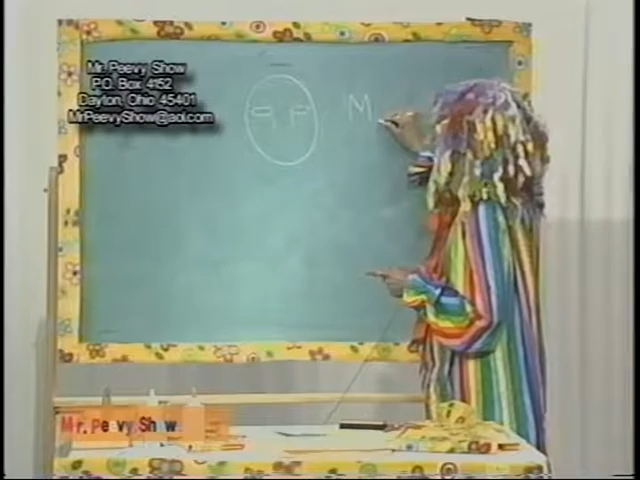 Mr. Peevy Show
P.O. Box 4152
Dayton, Ohio 45401
MrPeevyShow@aol.com
M
Mr. Peevy Show